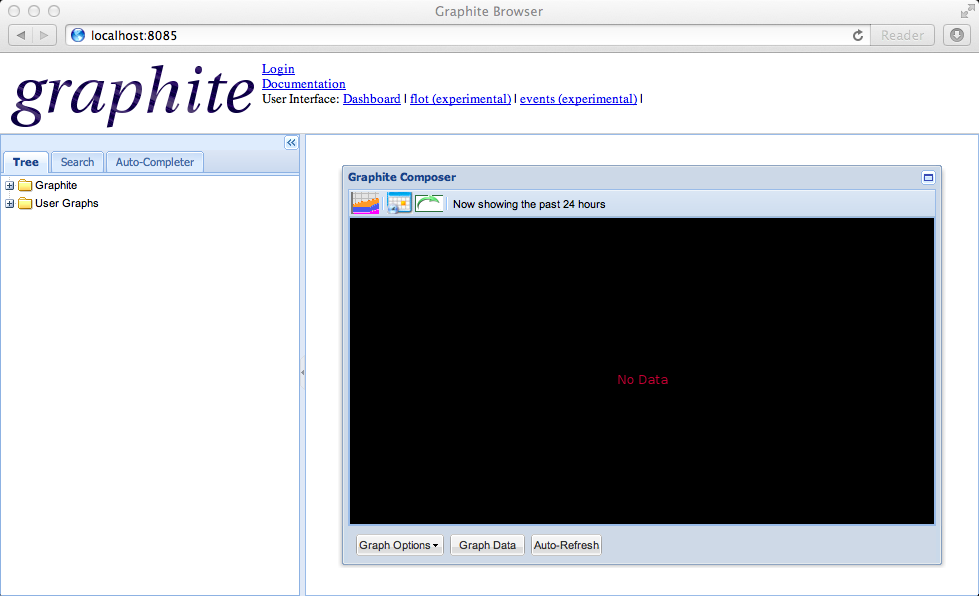 Graphite Browser
localhost:8085
Reader
graphite
Login
Documentation
User Interface: Dashboard | flot (experimental) | events (experimental) |
Tree Search Auto-Completer
Graphite
User Graphs
Graphite Composer
Now showing the past 24 hours
No Data
Graph Options Graph Data Auto-Refresh